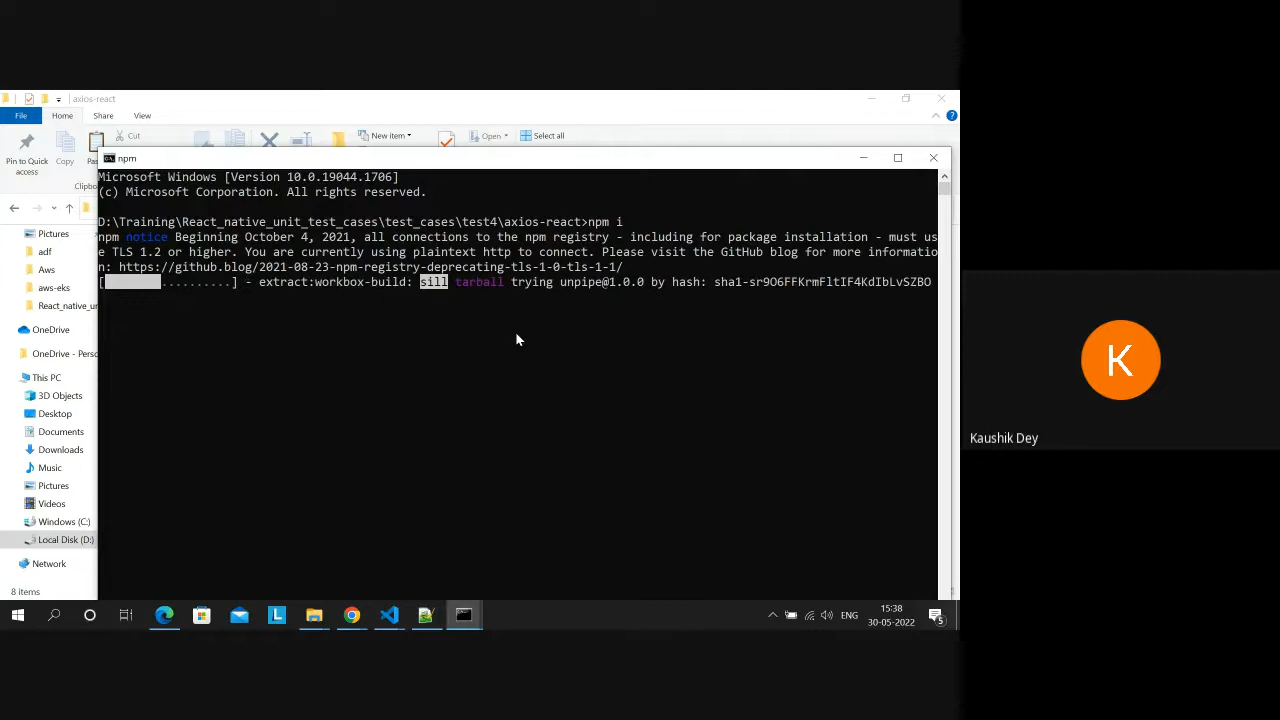 axios-react
File
Home
Share
View
Pin to Quick
access
Copy
Cut
New item
Open
Select all
Clipb
npm
Microsoft Windows [Version 10.0.19044.1706]
(c) Microsoft Corporation. All rights reserved.
D:\Training\React_native_unit_test_cases\test_cases\test4\axios-react>npm i
npm notice Beginning October 4, 2021, all connections to the npm registry - including for package installation - must us
e TLS 1.2 or higher. You are currently using plaintext http to connect. Please visit the GitHub blog for more informatio
n: https://github.blog/2021-08-23-npm-registry-deprecating-tls-1-0-tls-1-1/
[ ..........] - extract:workbox-build: sill tarball trying unpipe@1.0.0 by hash: sha1-sr9O6FFKrmFltIF4KdIbLvSZBO
Pictures
adf
Aws
aws-eks
React_native_ur
OneDrive
OneDrive - Perso
This PC
3D Objects
Desktop
Documents
Downloads
Music
Pictures
Videos
Windows (C:)
Local Disk (D:)
Network
8 items
ENG
15:38
30-05-2022
5
K
Kaushik Dey